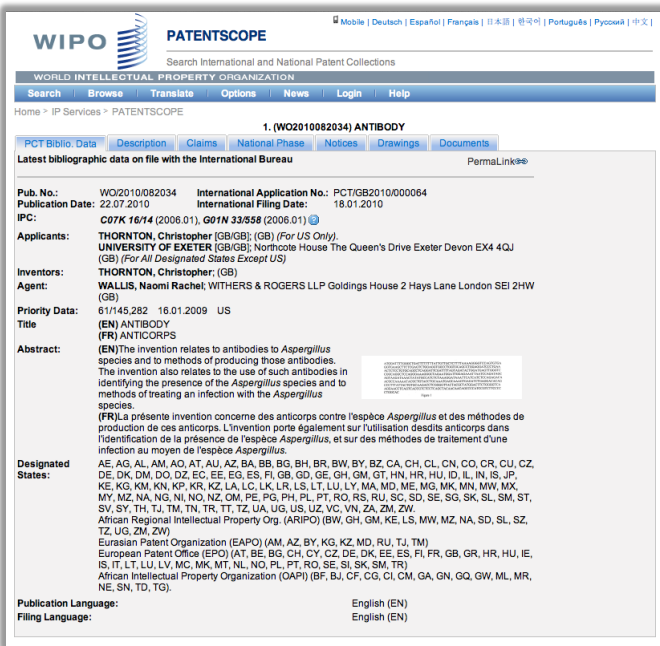 Mobile | Deutsch | Español | Français | 日本語 | 한국어 | Português | Русский | 中文 |
WIPO
PATENTSCOPE
Search International and National Patent Collections
WORLD INTELLECTUAL PROPERTY ORGANIZATION
Search Browse Translate Options News Login Help
Home > IP Services > PATENTSCOPE
1. (WO2010082034) ANTIBODY
PCT Biblio. Data Description Claims National Phase Notices Drawings Documents
Latest bibliographic data on file with the International Bureau PermaLink
Pub. No.: WO/2010/082034 International Application No.: PCT/GB2010/000064
Publication Date: 22.07.2010 International Filing Date: 18.01.2010
IPC: C07K 16/14 (2006.01), G01N 33/558 (2006.01)
Applicants: THORNTON, Christopher [GB/GB]; (GB) (For US Only).
UNIVERSITY OF EXETER [GB/GB]; Northcote House The Queen's Drive Exeter Devon EX4 4QJ
(GB) (For All Designated States Except US)
Inventors: THORNTON, Christopher; (GB)
Agent: WALLIS, Naomi Rachel; WITHERS & ROGERS LLP Goldings House 2 Hays Lane London SEI 2HW
(GB)
Priority Data: 61/145,282 16.01.2009 US
Title (EN) ANTIBODY
(FR) ANTICORPS
Abstract: (EN)The invention relates to antibodies to Aspergillus
species and to methods of producing those antibodies.
The invention also relates to the use of such antibodies in
identifying the presence of the Aspergillus species and to
methods of treating an infection with the Aspergillus
species.
(FR)La présente invention concerne des anticorps contre l'espèce Aspergillus et des méthodes de
production de ces anticorps. L'invention porte également sur l'utilisation desdits anticorps dans
l'identification de la présence de l'espèce Aspergillus, et sur des méthodes de traitement d'une
infection au moyen de l'espèce Aspergillus.
Designated AE, AG, AL, AM, AO, AT, AU, AZ, BA, BB, BG, BH, BR, BW, BY, BZ, CA, CH, CL, CN, CO, CR, CU, CZ,
States: DE, DK, DM, DO, DZ, EC, EE, EG, ES, FI, GB, GD, GE, GH, GM, GT, HN, HR, HU, ID, IL, IN, IS, JP,
KE, KG, KM, KN, KP, KR, KZ, LA, LC, LK, LR, LS, LT, LU, LY, MA, MD, ME, MG, MK, MN, MW, MX,
MY, MZ, NA, NG, NI, NO, NZ, OM, PE, PG, PH, PL, PT, RO, RS, RU, SC, SD, SE, SG, SK, SL, SM, ST,
SV, SY, TH, TJ, TM, TN, TR, TT, TZ, UA, UG, US, UZ, VC, VN, ZA, ZM, ZW.
African Regional Intellectual Property Org. (ARIPO) (BW, GH, GM, KE, LS, MW, MZ, NA, SD, SL, SZ,
TZ, UG, ZM, ZW)
Eurasian Patent Organization (EAPO) (AM, AZ, BY, KG, KZ, MD, RU, TJ, TM)
European Patent Office (EPO) (AT, BE, BG, CH, CY, CZ, DE, DK, EE, ES, FI, FR, GB, GR, HR, HU, IE,
IS, IT, LT, LU, LV, MC, MK, MT, NL, NO, PL, PT, RO, SE, SI, SK, SM, TR)
African Intellectual Property Organization (OAPI) (BF, BJ, CF, CG, CI, CM, GA, GN, GQ, GW, ML, MR,
NE, SN, TD, TG).
Publication Language: English (EN)
Filing Language: English (EN)